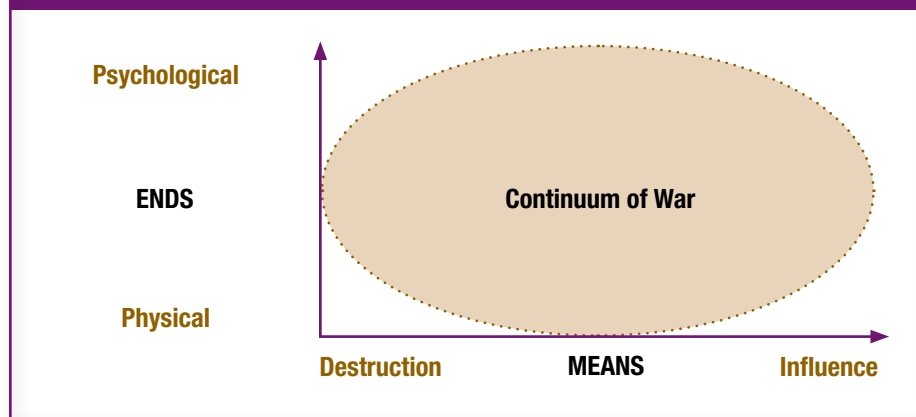 Psychological
ENDS
Continuum of War
Physical
Destruction
MEANS
Influence